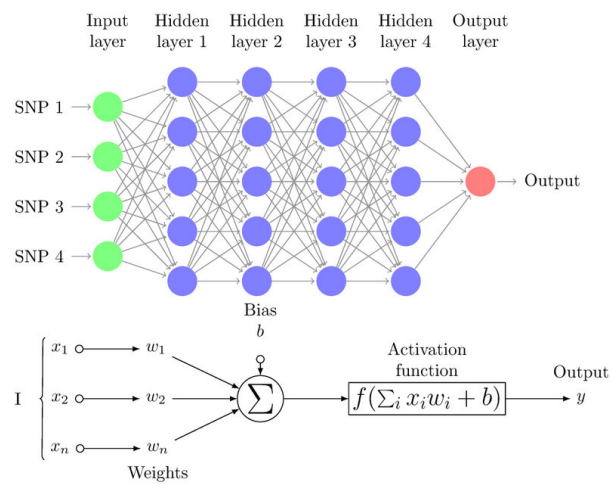 Input Hidden Hidden Hidden Hidden Output
layer layer 1 layer 2 layer 3 layer 4 layer
SNP 1
SNP 2
SNP 3
SNP 4
Output
Bias
b
I
x₁ w₁
x₂ w₂
xₙ wₙ
Weights
∑
Activation
function
f(∑ᵢ xᵢwᵢ + b)
Output
y